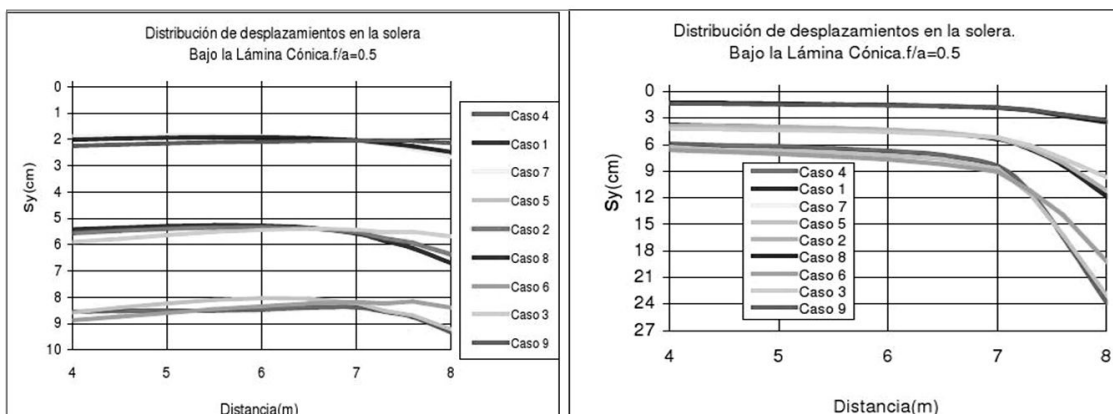 Distribución de desplazamientos en la solera
Bajo la Lámina Cónica.f/a=0.5
Sy(cm)
0
1
2
3
4
5
6
7
8
9
10
4
5
6
7
8
Distancia(m)
Caso 4
Caso 1
Caso 7
Caso 5
Caso 2
Caso 8
Caso 6
Caso 3
Caso 9
Distribución de desplazamientos en la solera.
Bajo la Lámina Cónica.f/a=0.5
Sy(cm)
0
3
6
9
12
15
18
21
24
27
4
5
6
7
8
Distancia(m)
Caso 4
Caso 1
Caso 7
Caso 5
Caso 2
Caso 8
Caso 6
Caso 3
Caso 9